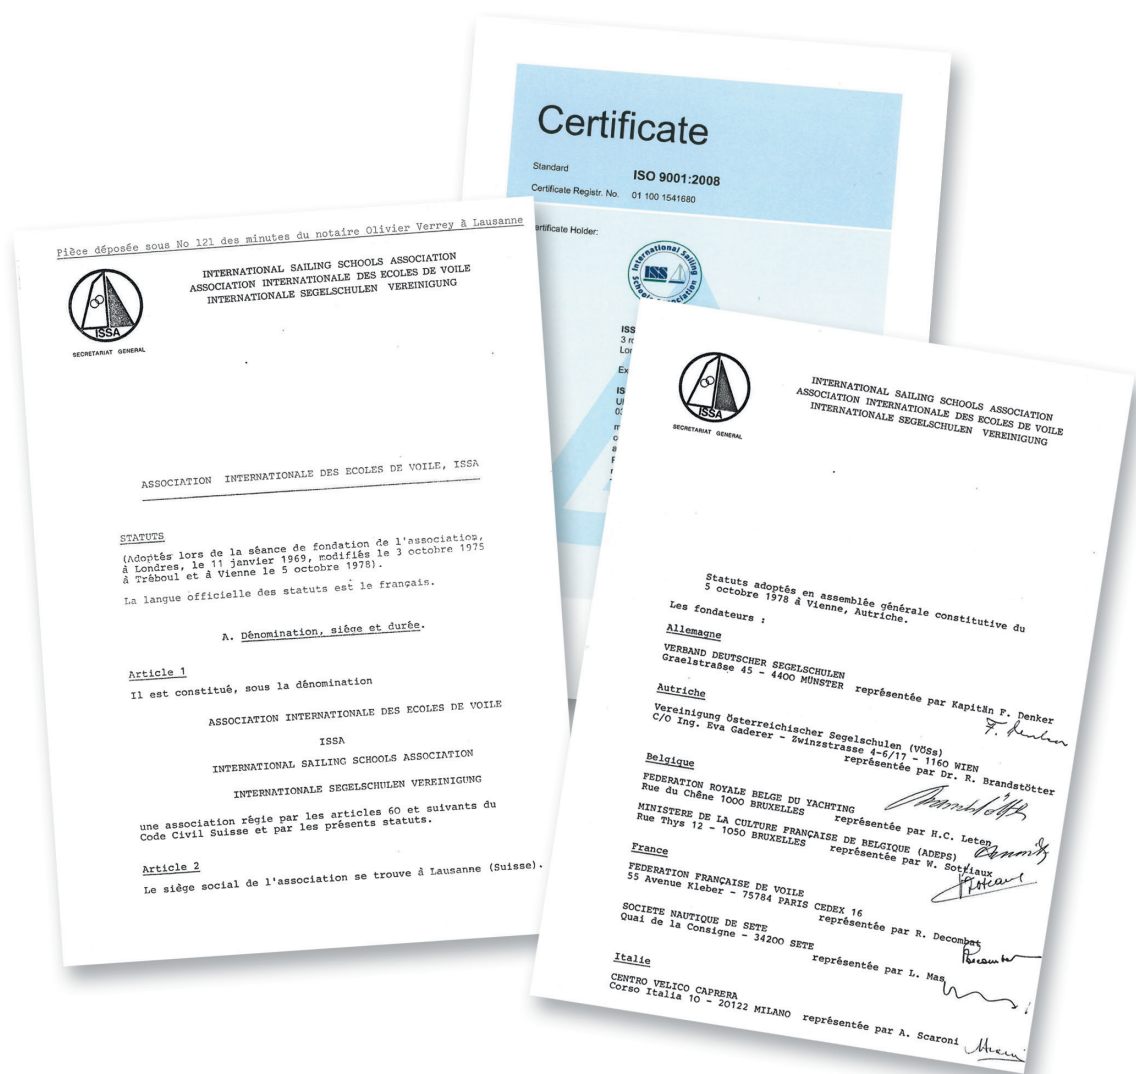 Certificate
Standard ISO 9001:2008
Certificate Registr. No. 01 100 1541680
ertificate Holder:
International Sailing
Schools
ISS
ISS
3 r
Lon
Ex
IS
Pièce déposée sous No 121 des minutes du notaire Olivier Verrey à Lausanne
ISSA
SECRETARIAT GENERAL
INTERNATIONAL SAILING SCHOOLS ASSOCIATION
ASSOCIATION INTERNATIONALE DES ECOLES DE VOILE
INTERNATIONALE SEGELSCHULEN VEREINIGUNG
ASSOCIATION INTERNATIONALE DES ECOLES DE VOILE, ISSA
STATUTS
(Adoptés lors de la séance de fondation de l'association,
à Londres, le 11 janvier 1969, modifiés le 3 octobre 1975
à Tréboul et à Vienne le 5 octobre 1978).
La langue officielle des statuts est le français.
A. Dénomination, siége et durée.
Article 1
Il est constitué, sous la dénomination
ASSOCIATION INTERNATIONALE DES ECOLES DE VOILE
ISSA
INTERNATIONAL SAILING SCHOOLS ASSOCIATION
INTERNATIONALE SEGELSCHULEN VEREINIGUNG
une association régie par les articles 60 et suivants du
Code Civil Suisse et par les présents statuts.
Article 2
Le siège social de l'association se trouve à Lausanne (Suisse).
ISSA
SECRETARIAT GENERAL
INTERNATIONAL SAILING SCHOOLS ASSOCIATION
ASSOCIATION INTERNATIONALE DES ECOLES DE VOILE
INTERNATIONALE SEGELSCHULEN VEREINIGUNG
Statuts adoptés en assemblée générale constitutive du
5 octobre 1978 à Vienne, Autriche.
Les fondateurs :
Allemagne
VERBAND DEUTSCHER SEGELSCHULEN
Graelstraßse 45 - 4400 MÜNSTER représentée par Kapitän F. Denker
Autriche
Vereinigung österreichischer Segelschulen (VÖSs)
C/O Ing. Eva Gaderer - Zwinzstrasse 4-6/17 - 1160 WIEN
représentée par Dr. R. Brandstötter
Belgique
FEDERATION ROYALE BELGE DU YACHTING
Rue du Chêne 1000 BRUXELLES représentée par H.C. Leten
MINISTERE DE LA CULTURE FRANÇAISE DE BELGIQUE (ADEPS)
Rue Thys 12 - 1050 BRUXELLES représentée par W. Sottiaux
France
FEDERATION FRANÇAISE DE VOILE
55 Avenue Kleber - 75784 PARIS CEDEX 16
représentée par R. Decombat
SOCIETE NAUTIQUE DE SETE
Quai de la Consigne - 34200 SETE
représentée par L. Mas
Italie
CENTRO VELICO CAPRERA
Corso Italia 10 - 20122 MILANO représentée par A. Scaroni